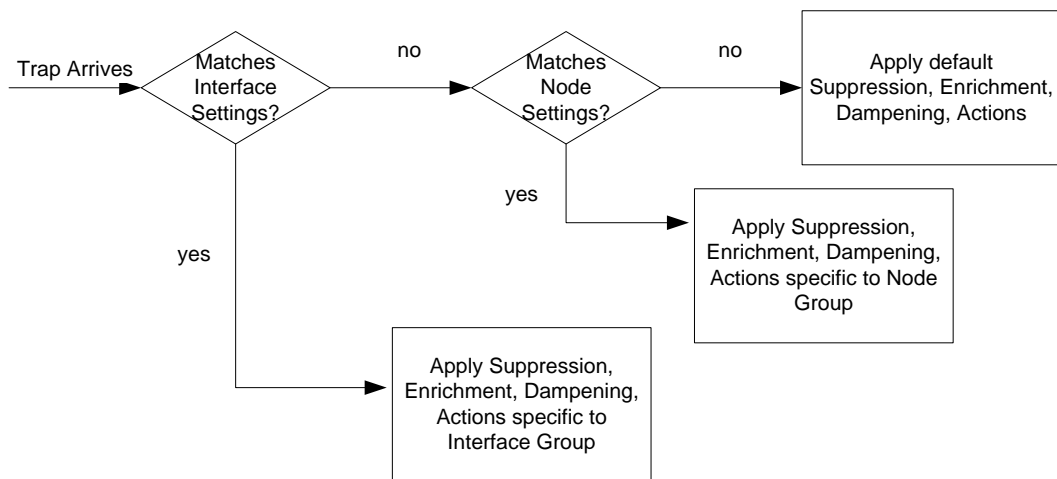 Trap Arrives
Matches
Interface
Settings?
no
Matches
Node
Settings?
no
Apply default
Suppression, Enrichment,
Dampening, Actions
yes
Apply Suppression,
Enrichment, Dampening,
Actions specific to Node
Group
yes
Apply Suppression,
Enrichment, Dampening,
Actions specific to
Interface Group